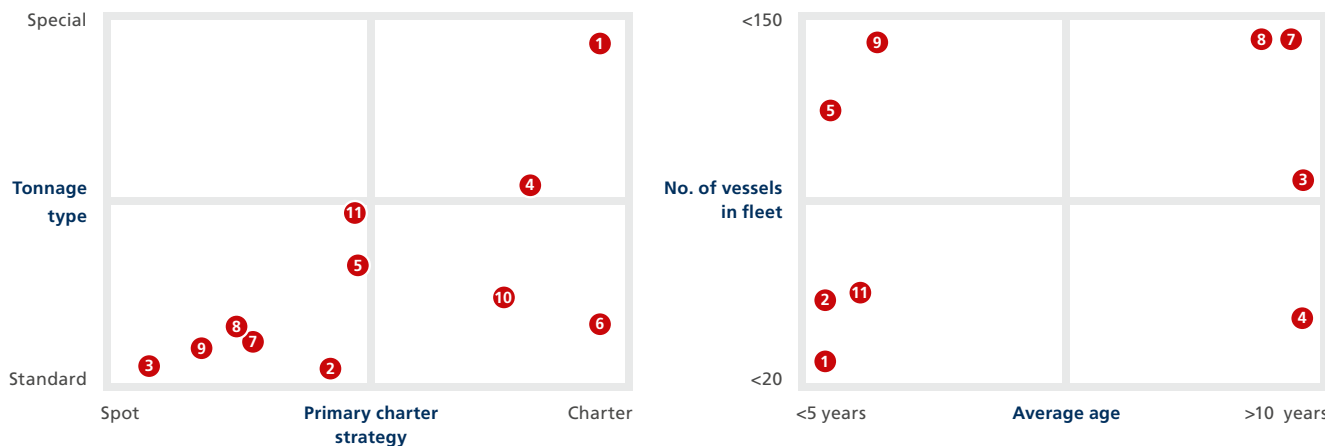 Special
Tonnage
type
Standard
1
4
11
5
10
6
8
7
9
3
2
Spot
Primary charter
strategy
Charter
<150
No. of vessels
in fleet
<20
9
8
7
5
3
11
2
4
1
<5 years
Average age
>10 years